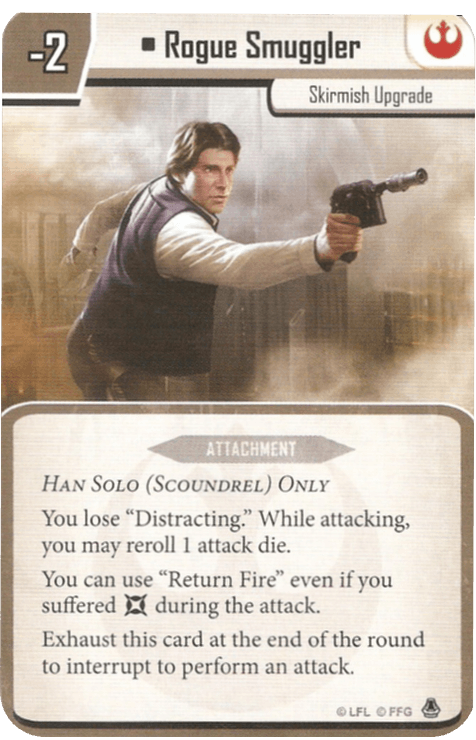 -2
▪ Rogue Smuggler
Skirmish Upgrade
ATTACHMENT
HAN SOLO (SCOUNDREL) ONLY
You lose “Distracting.” While attacking,
you may reroll 1 attack die.
You can use “Return Fire” even if you
suffered during the attack.
Exhaust this card at the end of the round
to interrupt to perform an attack.
© LFL © FFG